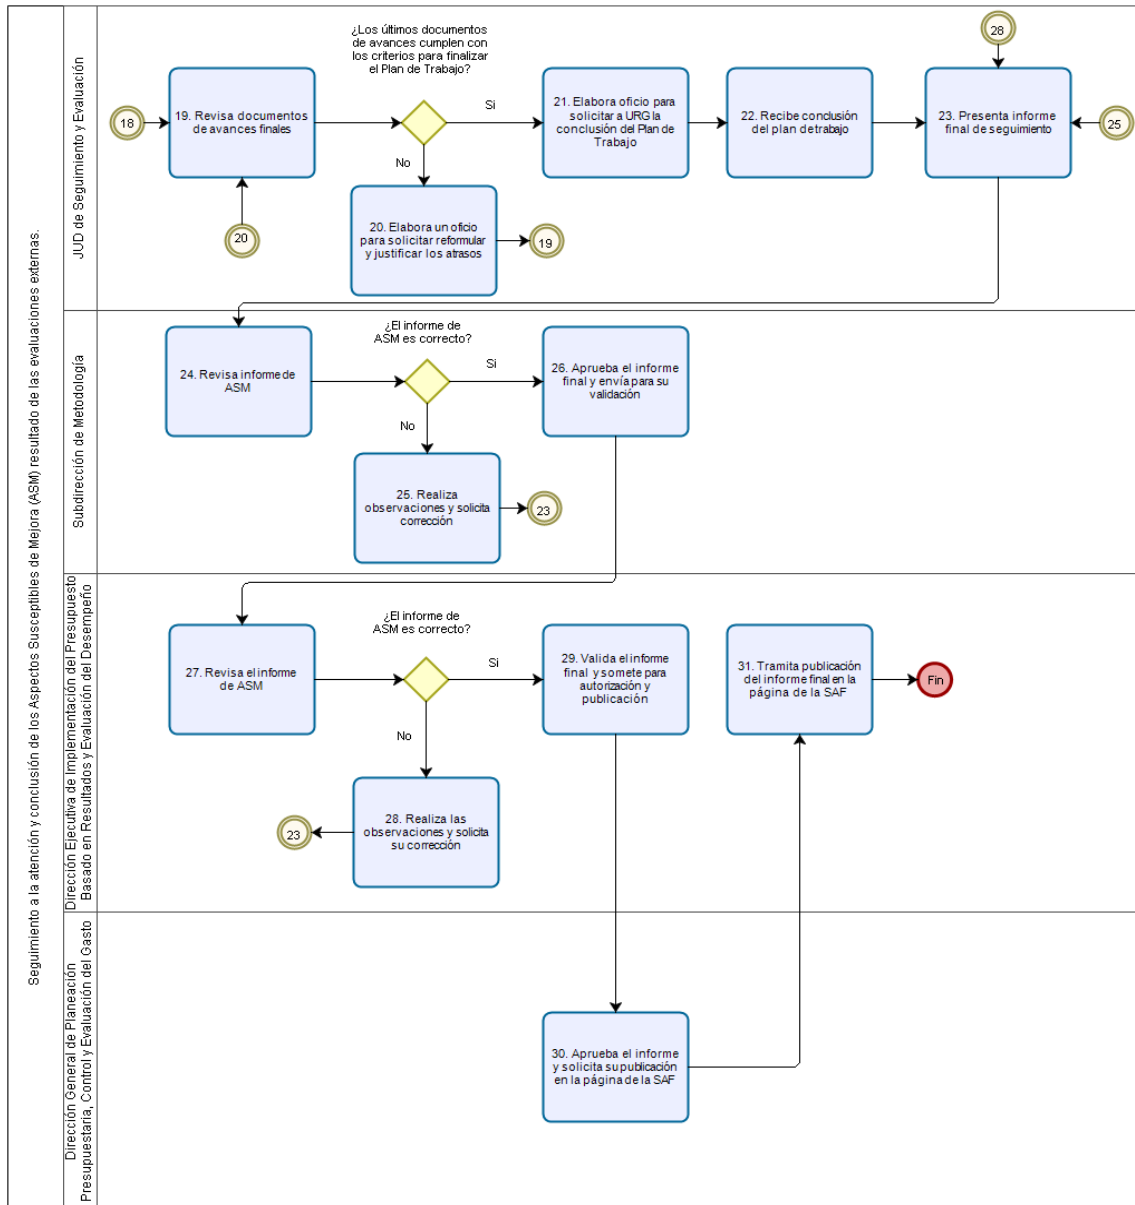 Seguimiento a la atención y conclusión de los Aspectos Susceptibles de Mejora (ASM) resultado de las evaluaciones externas.
JUD de Seguimiento y Evaluación
¿Los últimos documentos
de avances cumplen con
los criterios para finalizar
el Plan de Trabajo?
28
18
19. Revisa documentos
de avances finales
Si
21. Elabora oficio para
solicitar a URG la
conclusión del Plan de
Trabajo
22. Recibe conclusión
del plan de trabajo
23. Presenta informe
final de seguimiento
25
No
20
20. Elabora un oficio
para solicitar reformular
y justificar los atrasos
19
Subdirección de Metodología
¿El informe de
ASM es correcto?
24. Revisa informe de
ASM
Si
26. Aprueba el informe
final y envía para su
validación
No
25. Realiza
observaciones y solicita
corrección
23
Dirección Ejecutiva de Implementación del Presupuesto
Basado en Resultados y Evaluación del Desempeño
¿El informe de
ASM es correcto?
27. Revisa el informe
de ASM
Si
29. Valida el informe
final y somete para
autorización y
publicación
31. Tramita publicación
del informe final en la
página de la SAF
Fin
No
28. Realiza las
observaciones y solicita
su corrección
23
Dirección General de Planeación
Presupuestaria, Control y Evaluación del Gasto
30. Aprueba el informe
y solicita su publicación
en la página de la SAF